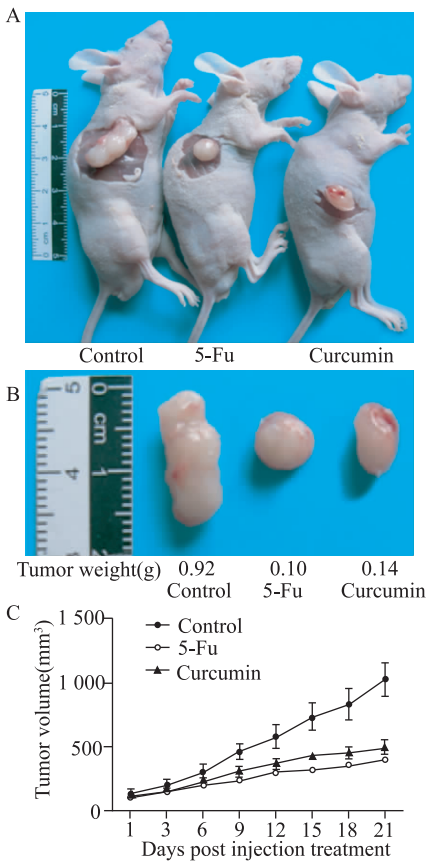 A
Control 5-Fu Curcumin
B
5 0
cm
4 1
Tumor weight(g) 0.92 0.10 0.14
Control 5-Fu Curcumin
C
Tumor volume(mm³)
1 500
1 000
500
0
Control
5-Fu
Curcumin
1 3 6 9 12 15 18 21
Days post injection treatment